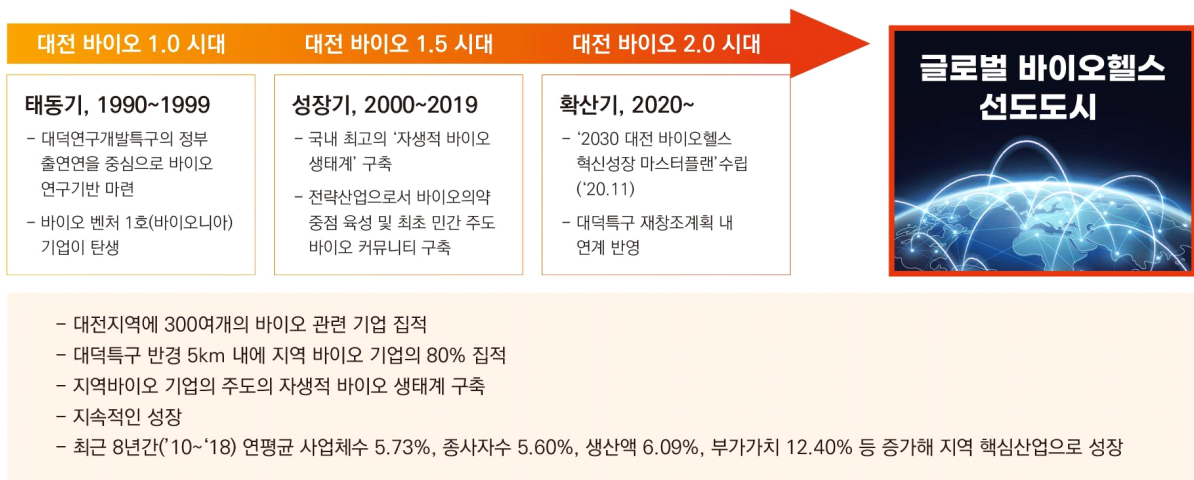 대전 바이오 1.0 시대
대전 바이오 1.5 시대
대전 바이오 2.0 시대
태동기, 1990~1999
– 대덕연구개발특구의 정부
출연연을 중심으로 바이오
연구기반 마련
– 바이오 벤처 1호(바이오니아)
기업이 탄생
성장기, 2000~2019
– 국내 최고의 ‘자생적 바이오
생태계’ 구축
– 전략산업으로서 바이오의약
중점 육성 및 최초 민간 주도
바이오 커뮤니티 구축
확산기, 2020~
– ‘2030 대전 바이오헬스
혁신성장 마스터플랜’수립
(‘20.11)
– 대덕특구 재창조계획 내
연계 반영
글로벌 바이오헬스
선도도시
– 대전지역에 300여개의 바이오 관련 기업 집적
– 대덕특구 반경 5km 내에 지역 바이오 기업의 80% 집적
– 지역바이오 기업의 주도의 자생적 바이오 생태계 구축
– 지속적인 성장
– 최근 8년간(’10~‘18) 연평균 사업체수 5.73%, 종사자수 5.60%, 생산액 6.09%, 부가가치 12.40% 등 증가해 지역 핵심산업으로 성장